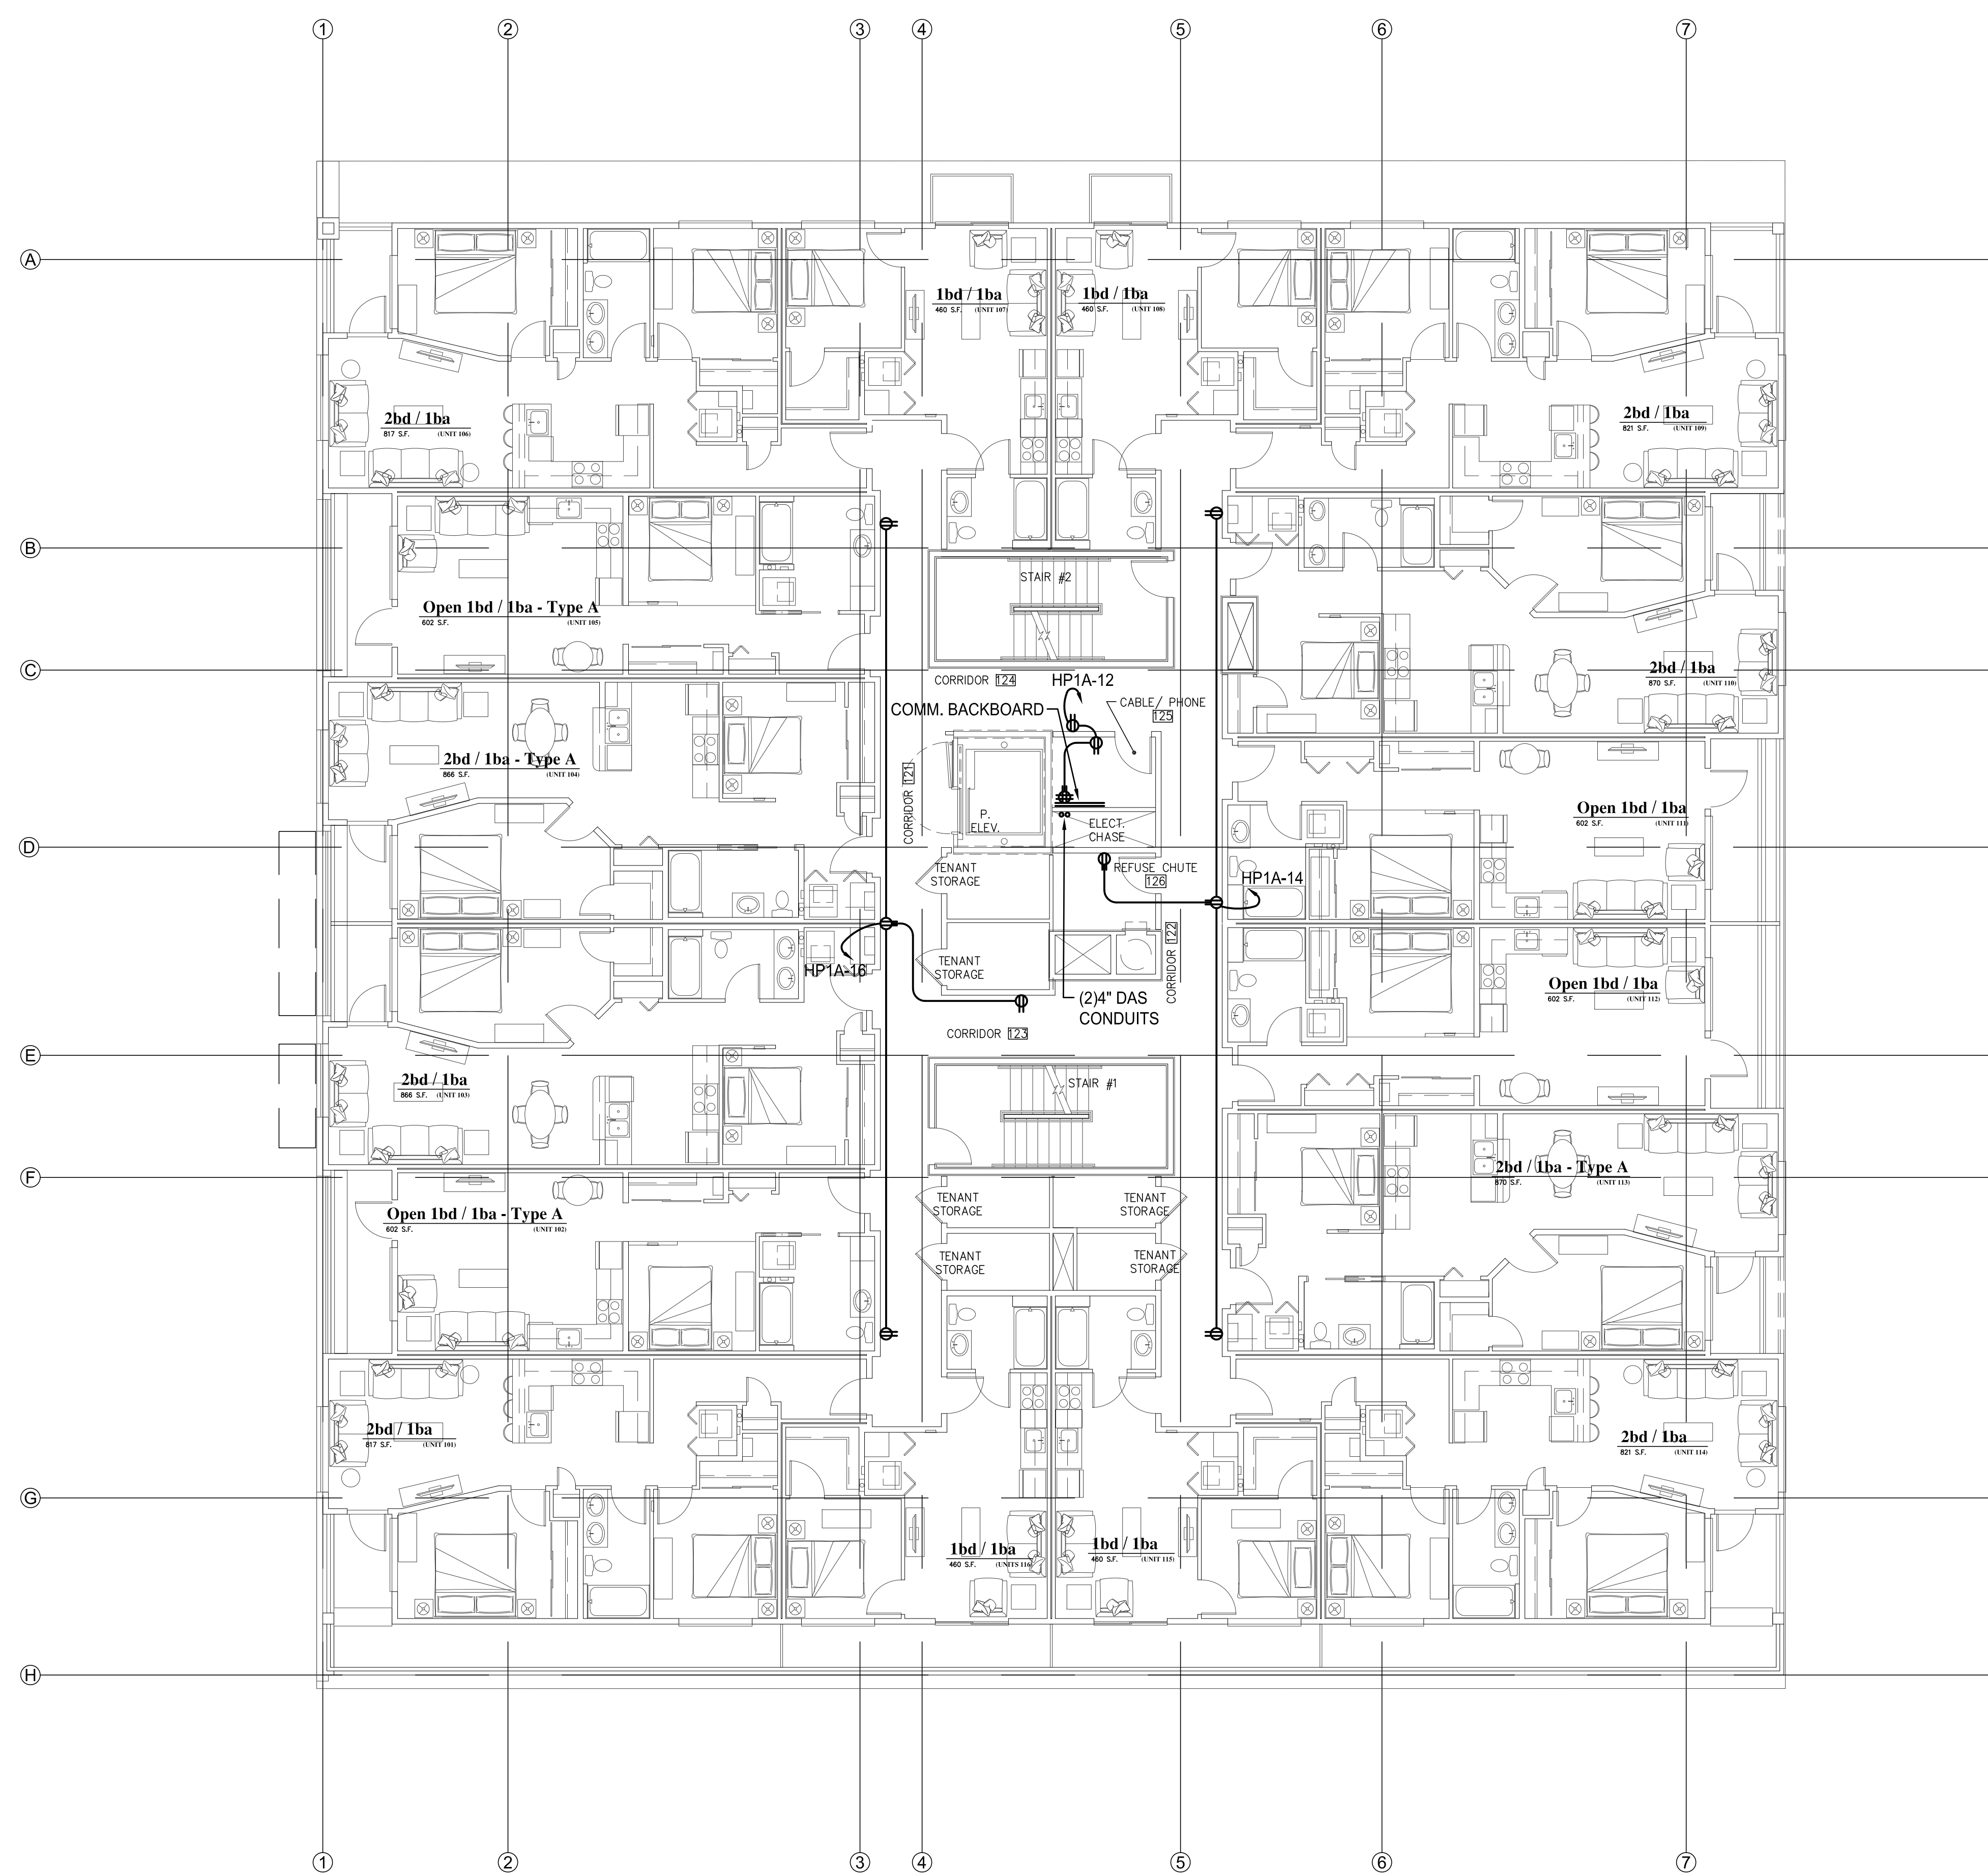 1 2 3 4 5 6 7
A
1bd / 1ba
460 S.F. (UNIT 107)
1bd / 1ba
460 S.F. (UNIT 108)
2bd / 1ba
817 S.F. (UNIT 106)
2bd / 1ba
821 S.F. (UNIT 109)
B
STAIR #2
Open 1bd / 1ba - Type A
602 S.F. (UNIT 105)
C
2bd / 1ba
870 S.F. (UNIT 110)
CORRIDOR 124
HP1A-12
COMM. BACKBOARD
CABLE/ PHONE
125
2bd / 1ba - Type A
866 S.F. (UNIT 104)
CORRIDOR 121
P.
ELEV.
ELECT.
CHASE
Open 1bd / 1ba
602 S.F. (UNIT 111)
D
TENANT
STORAGE
REFUSE CHUTE
126
HP1A-14
HP1A-16
TENANT
STORAGE
CORRIDOR 122
Open 1bd / 1ba
602 S.F. (UNIT 112)
(2)4" DAS
CONDUITS
CORRIDOR 123
E
2bd / 1ba
866 S.F. (UNIT 103)
STAIR #1
F
2bd / 1ba - Type A
870 S.F. (UNIT 113)
Open 1bd / 1ba - Type A
602 S.F. (UNIT 102)
TENANT
STORAGE
TENANT
STORAGE
TENANT
STORAGE
TENANT
STORAGE
2bd / 1ba
817 S.F. (UNIT 101)
2bd / 1ba
821 S.F. (UNIT 114)
G
1bd / 1ba
460 S.F. (UNITS 116)
1bd / 1ba
460 S.F. (UNIT 115)
H
1 2 3 4 5 6 7